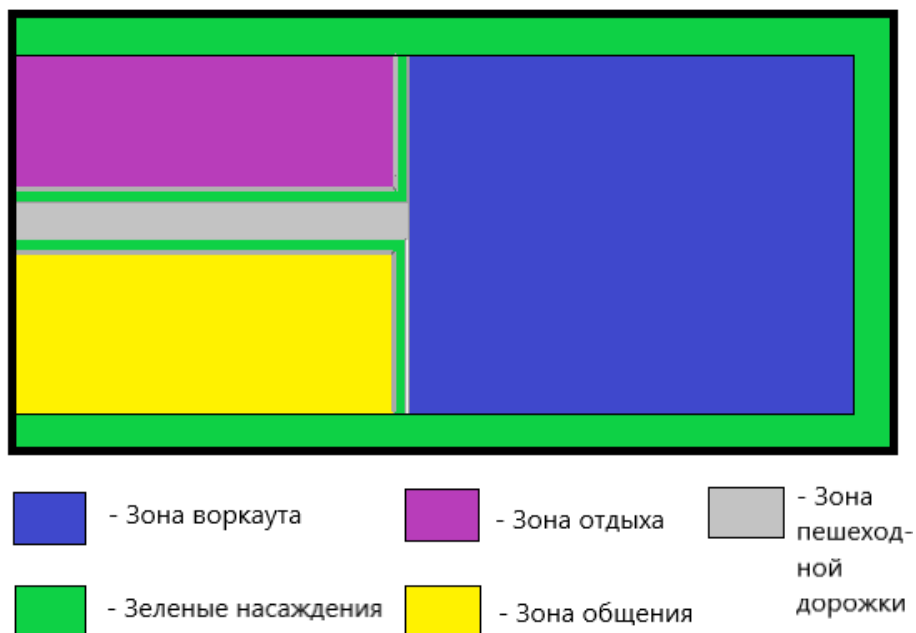 - Зона воркаута
- Зона отдыха
- Зона
пешеход-
ной
дорожки
- Зеленые насаждения
- Зона общения